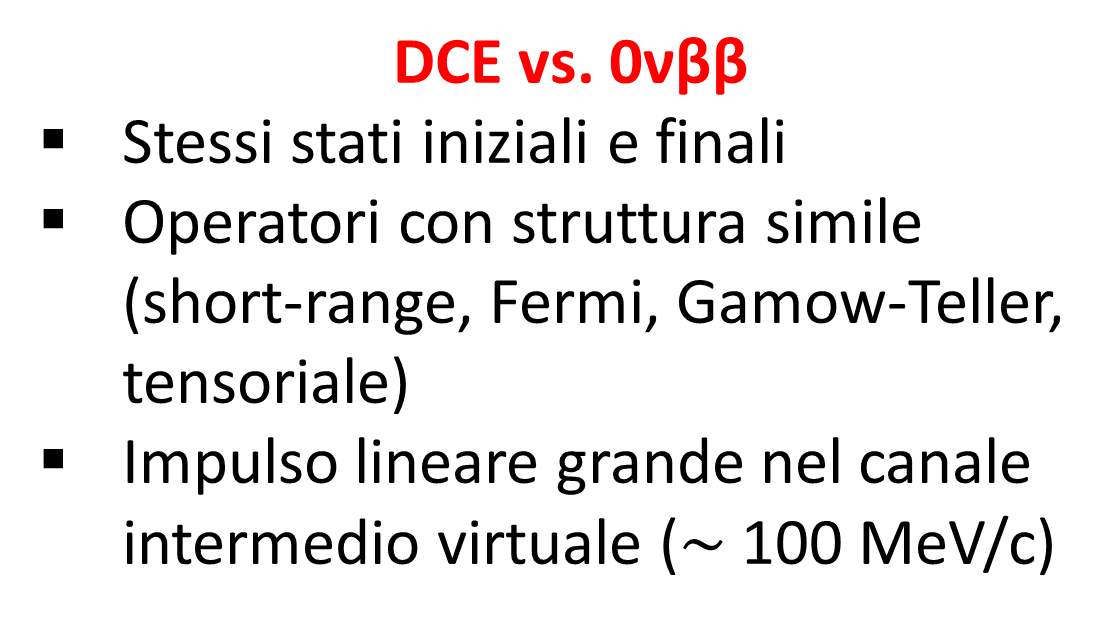 DCE vs. 0νββ
▪ Stessi stati iniziali e finali
▪ Operatori con struttura simile
(short-range, Fermi, Gamow-Teller,
tensoriale)
▪ Impulso lineare grande nel canale
intermedio virtuale (~ 100 MeV/c)